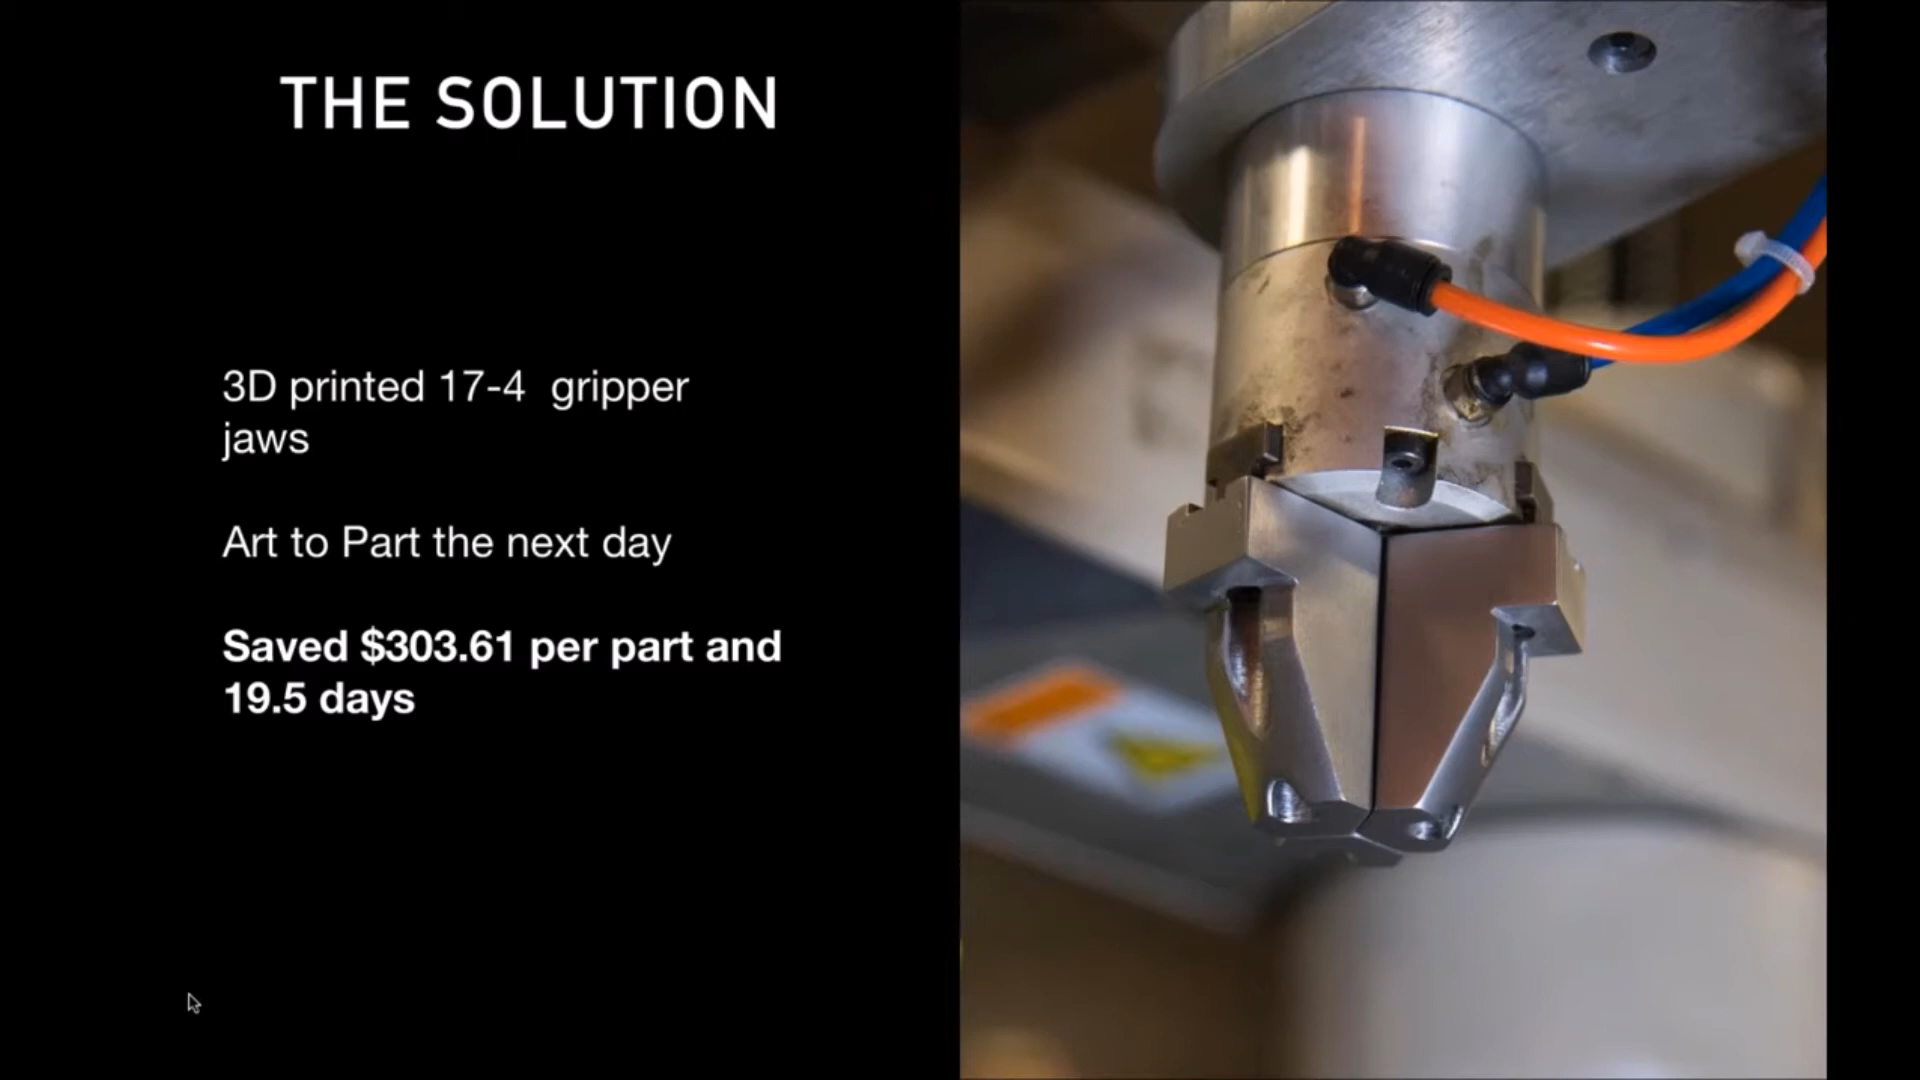 THE SOLUTION
3D printed 17-4  gripper
jaws
Art to Part the next day
Saved $303.61 per part and
19.5 days